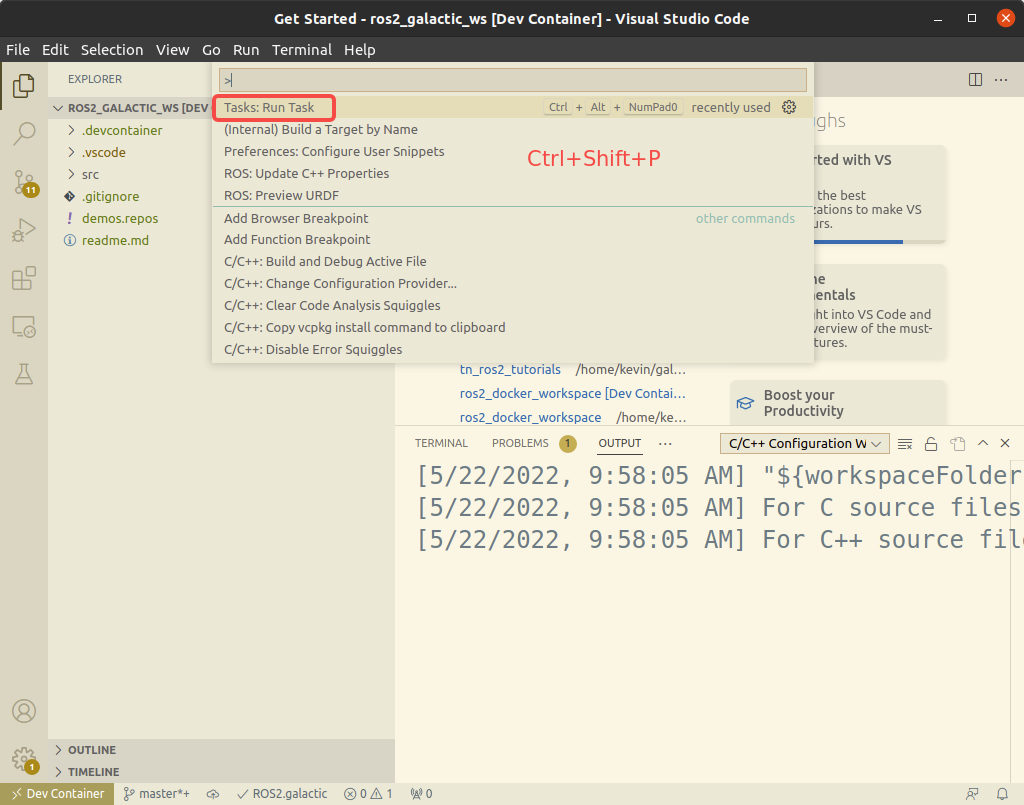 Get Started - ros2_galactic_ws [Dev Container] - Visual Studio Code
File Edit Selection View Go Run Terminal Help
EXPLORER
ROS2_GALACTIC_WS [DEV
.devcontainer
.vscode
src
.gitignore
! demos.repos
readme.md
OUTLINE
TIMELINE
11
1
>
Tasks: Run Task Ctrl + Alt + NumPad0 recently used
(Internal) Build a Target by Name
Preferences: Configure User Snippets
ROS: Update C++ Properties
ROS: Preview URDF
Ctrl+Shift+P
Add Browser Breakpoint other commands
Add Function Breakpoint
C/C++: Build and Debug Active File
C/C++: Change Configuration Provider...
C/C++: Clear Code Analysis Squiggles
C/C++: Copy vcpkg install command to clipboard
C/C++: Disable Error Squiggles
ghs
rted with VS
the best
zations to make VS
urs.
ne
nentals
ght into VS Code and
verview of the must-
tures.
Boost your
Productivity
tn_ros2_tutorials /home/kevin/gal...
ros2_docker_workspace [Dev Contai...
ros2_docker_workspace /home/ke...
TERMINAL PROBLEMS 1 OUTPUT ... C/C++ Configuration W
[5/22/2022, 9:58:05 AM] "${workspaceFolder
[5/22/2022, 9:58:05 AM] For C source files
[5/22/2022, 9:58:05 AM] For C++ source fil
Dev Container master*+ ROS2.galactic 0 1 0